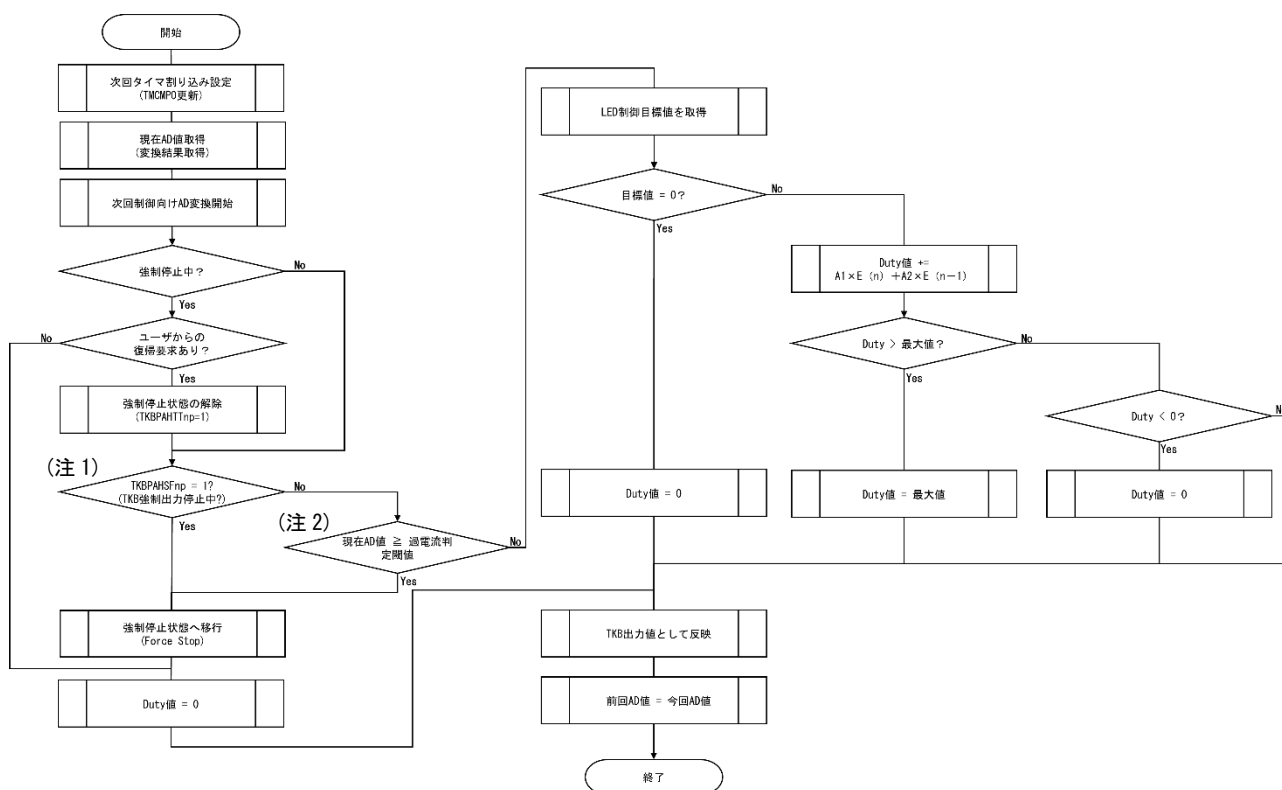 開始
次回タイマ割り込み設定
(TMCMP0更新)
現在AD値取得
(変換結果取得)
次回制御向けAD変換開始
強制停止中？
No
Yes
ユーザからの
復帰要求あり？
No
Yes
強制停止状態の解除
(TKBPAHTTnp=1)
(注1)
TKBPAHSFnp = 1?
(TKB強制出力停止中?)
No
Yes
(注2)
現在AD値 ≧ 過電流判
定閾値
No
Yes
強制停止状態へ移行
(Force Stop)
Duty値 = 0
LED制御目標値を取得
目標値 = 0？
No
Yes
Duty値 +=
A1×E (n) +A2×E (n-1)
Duty > 最大値？
No
Yes
Duty < 0？
No
Yes
Duty値 = 0
Duty値 = 最大値
Duty値 = 0
TKB出力値として反映
前回AD値 = 今回AD値
終了